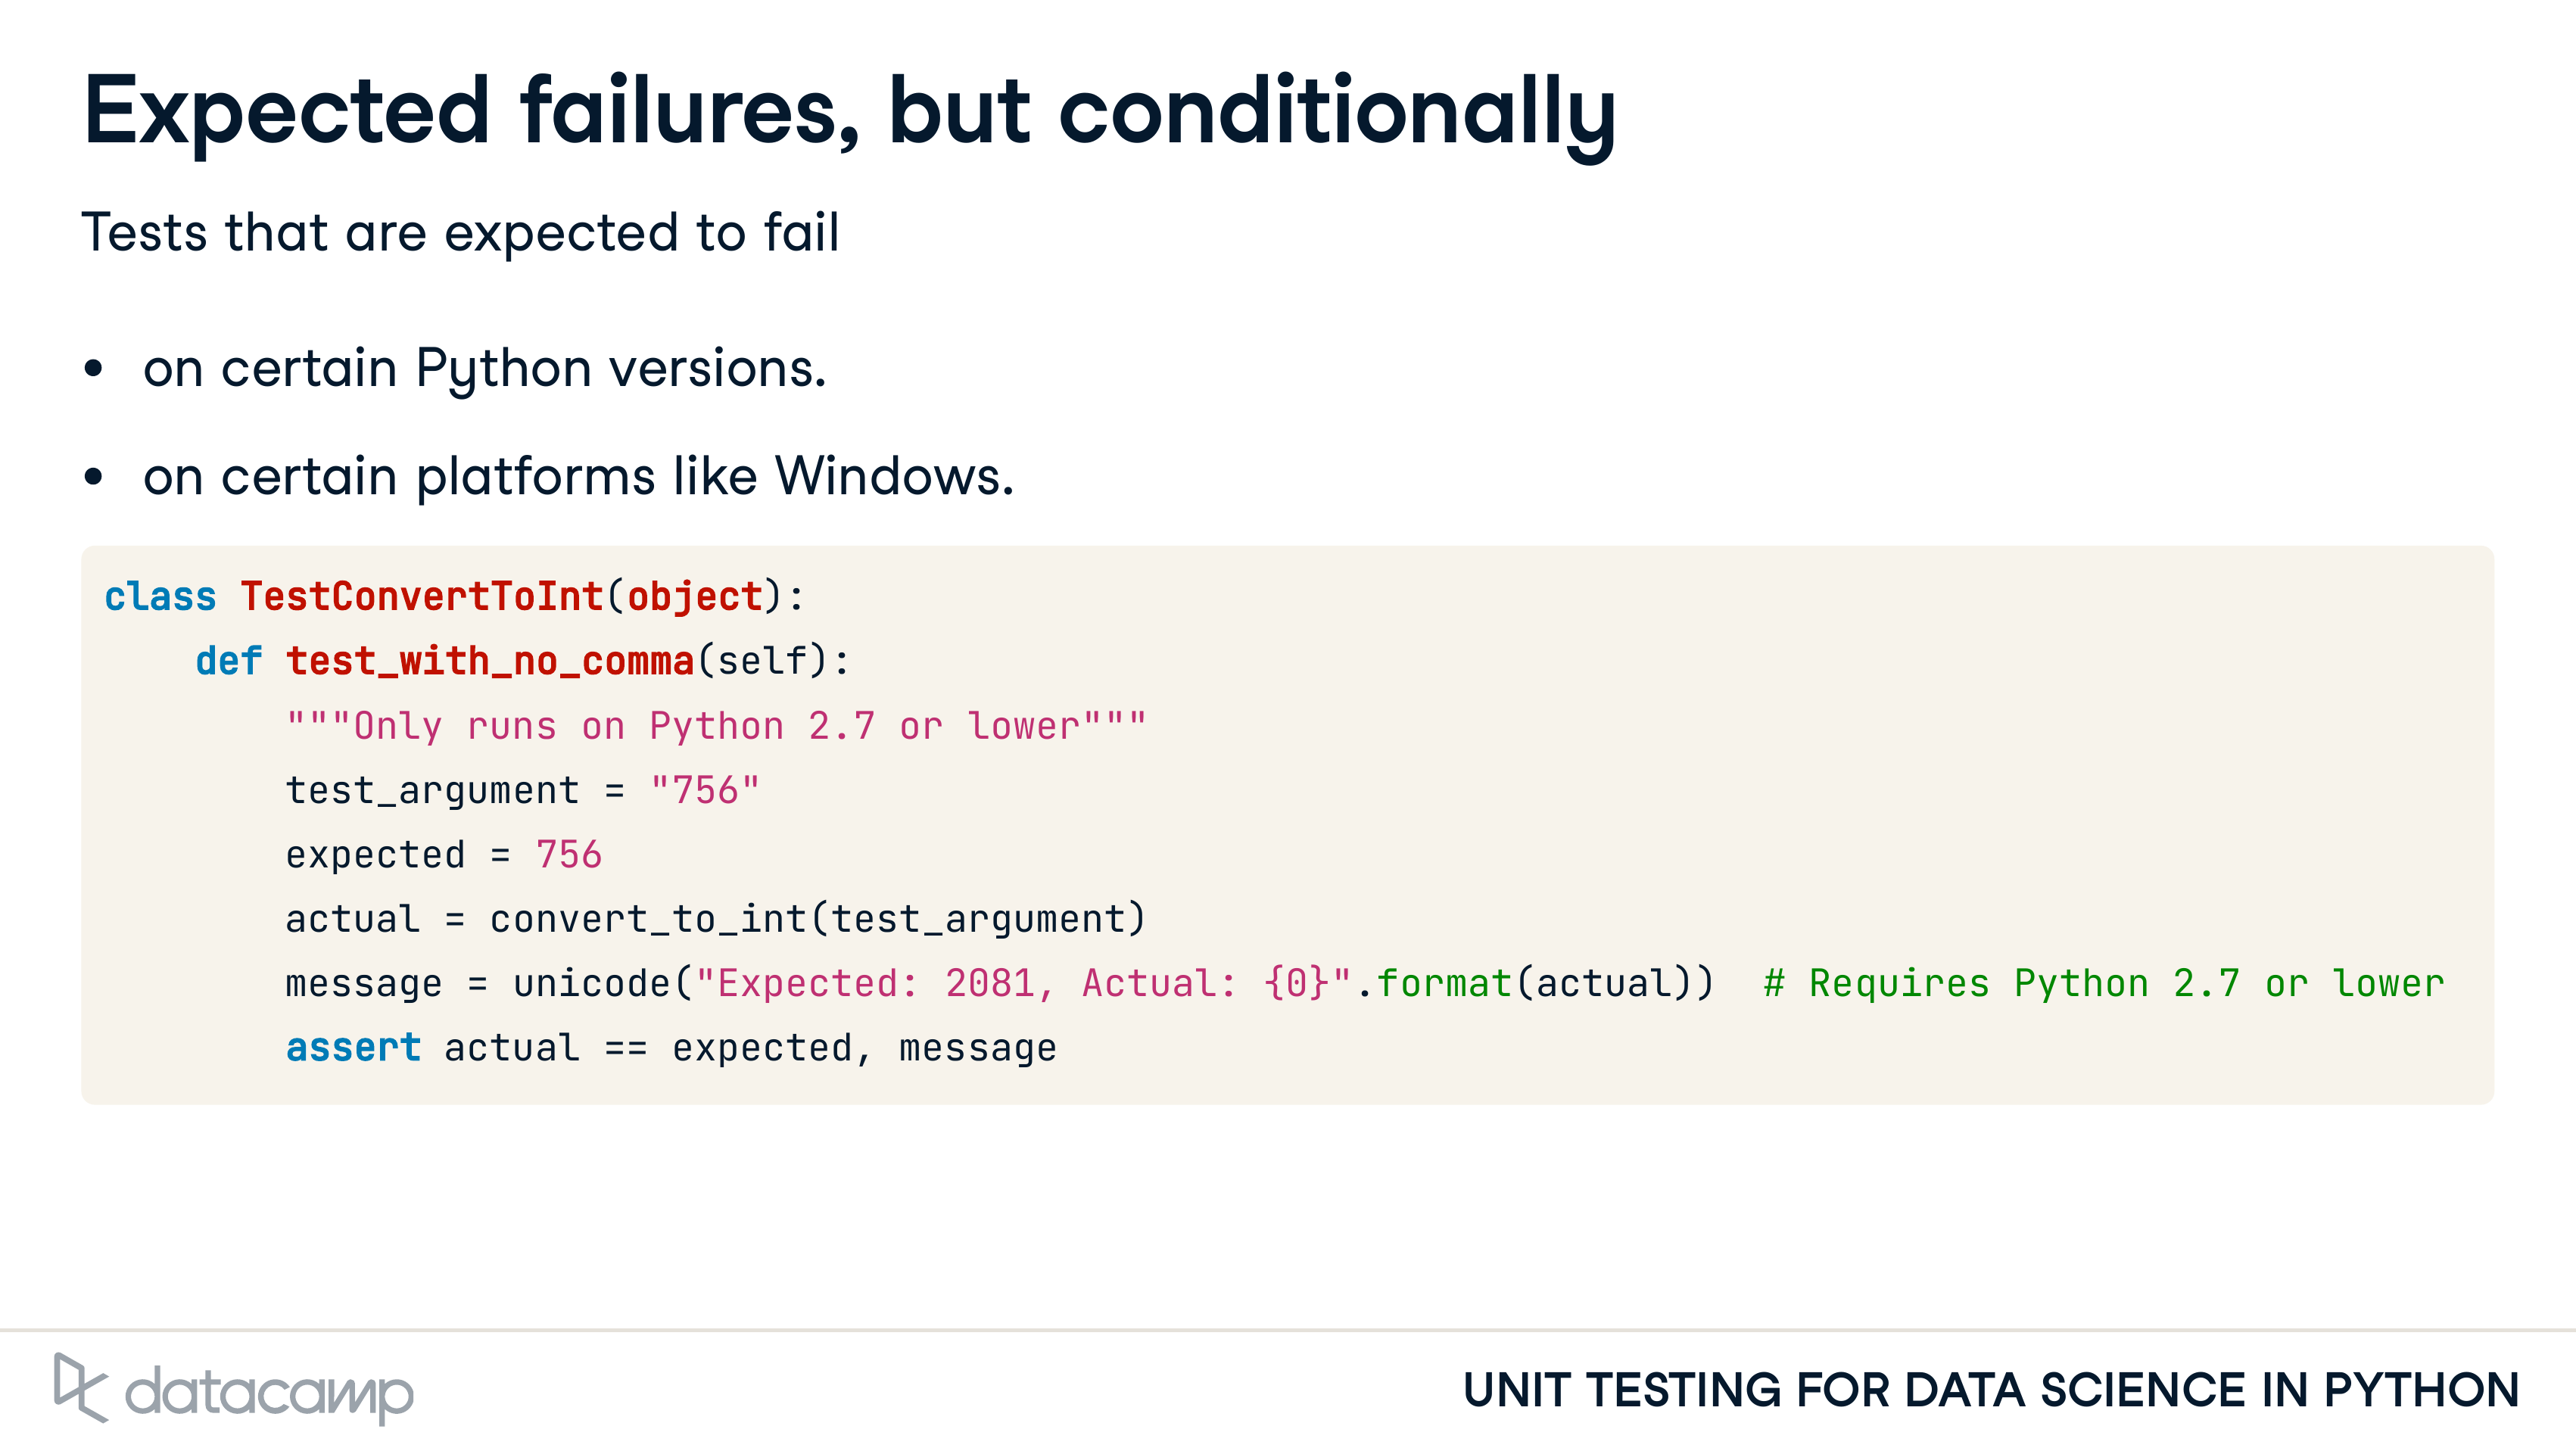 Expected failures, but conditionally
Tests that are expected to fail
• on certain Python versions.
• on certain platforms like Windows.
class TestConvertToInt(object):
    def test_with_no_comma(self):
        """Only runs on Python 2.7 or lower"""
        test_argument = "756"
        expected = 756
        actual = convert_to_int(test_argument)
        message = unicode("Expected: 2081, Actual: {0}".format(actual))  # Requires Python 2.7 or lower
        assert actual == expected, message
datacamp
UNIT TESTING FOR DATA SCIENCE IN PYTHON